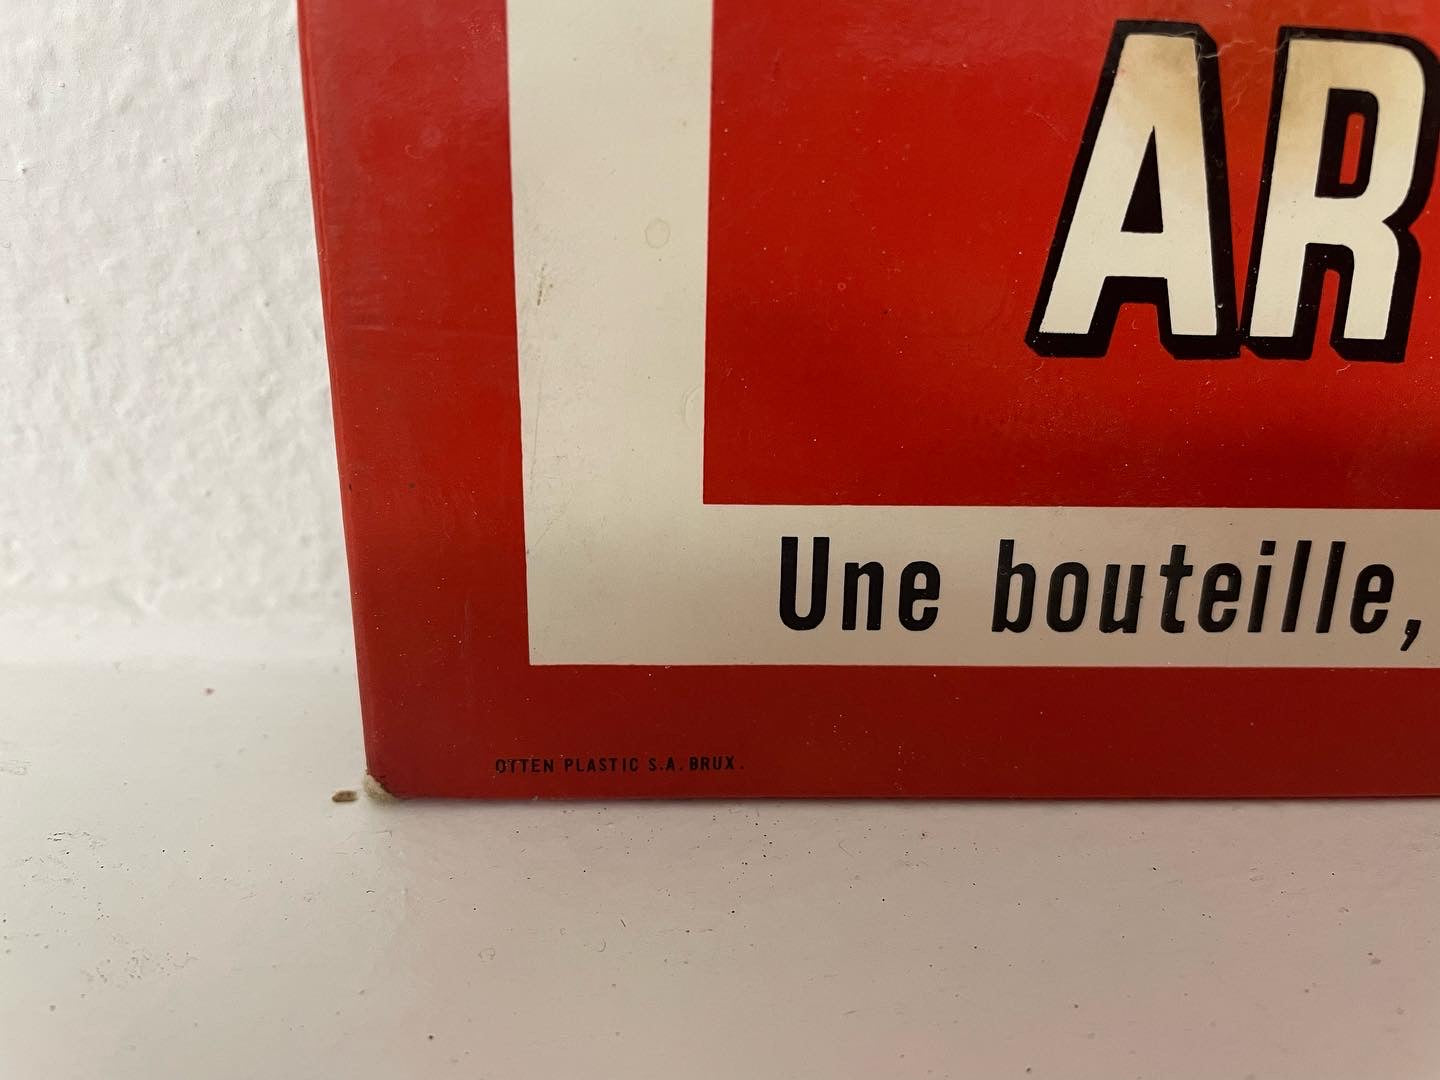 AR
Une bouteille,
OTTEN PLASTIC S.A. BRUX.